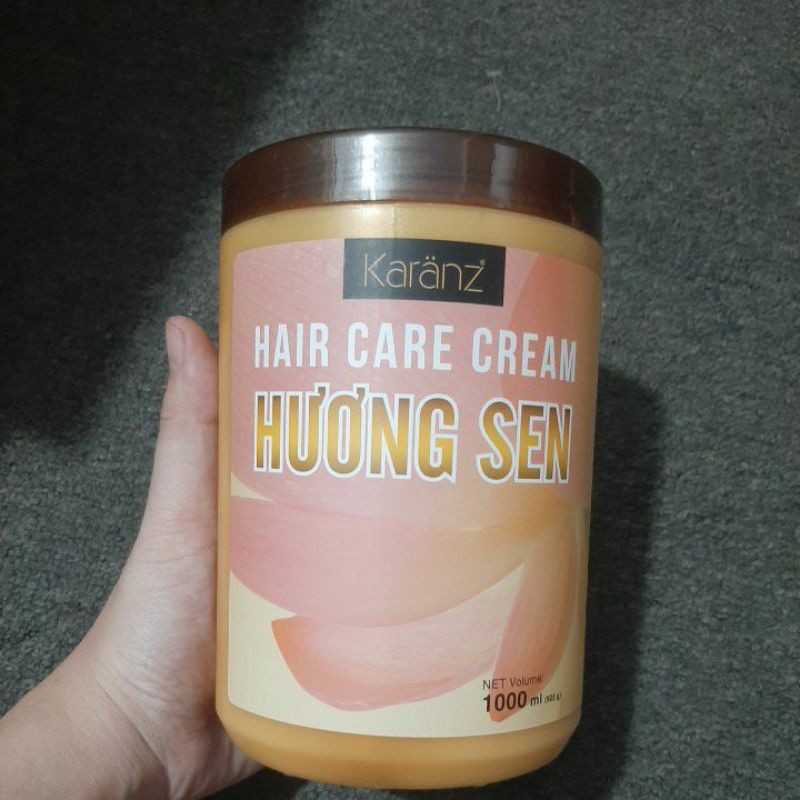 Karänz®
HAIR CARE CREAM
HƯƠNG SEN
NET Volume:
1000 ml